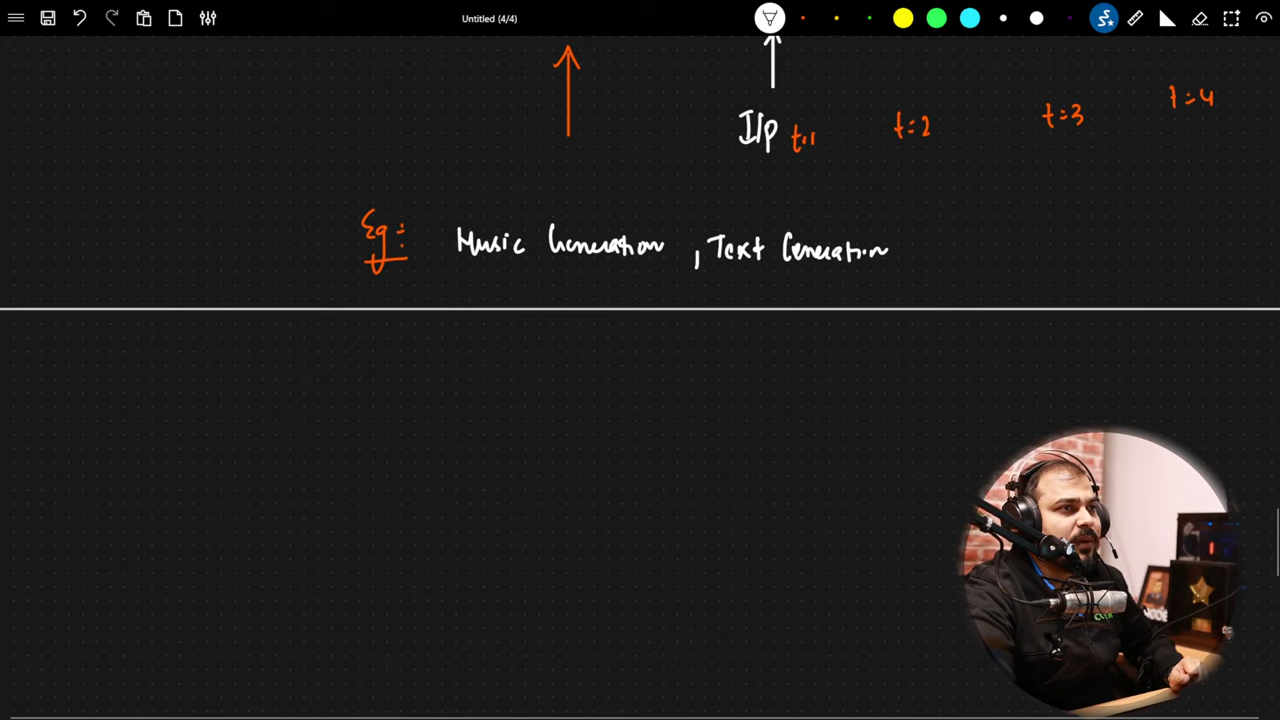 Untitled (4/4)
t=4
t=3
I/p t=1 t=2
Eg: Music Generation, Text Generation